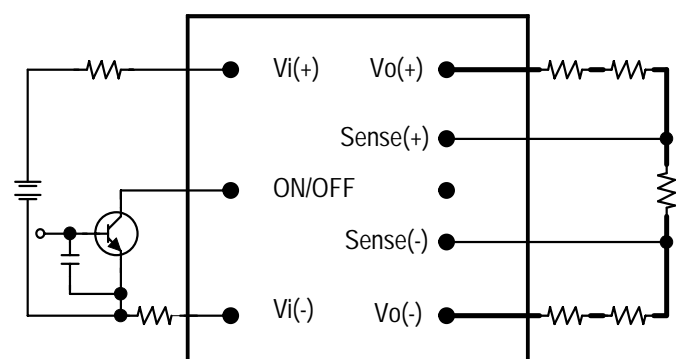 Vi(+) Vo(+)
Sense(+)
ON/OFF
Sense(-)
Vi(-) Vo(-)